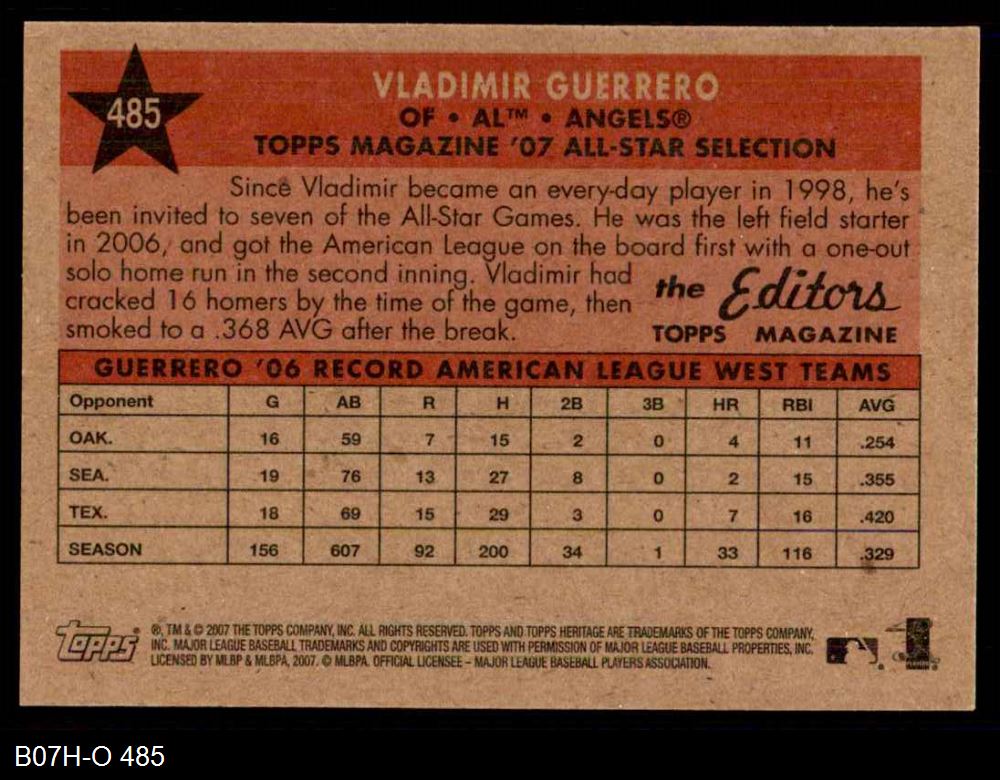 485
VLADIMIR GUERRERO
OF • AL™ • ANGELS®
TOPPS MAGAZINE '07 ALL-STAR SELECTION
Since Vladimir became an every-day player in 1998, he's
been invited to seven of the All-Star Games. He was the left field starter
in 2006, and got the American League on the board first with a one-out
solo home run in the second inning. Vladimir had
cracked 16 homers by the time of the game, then
smoked to a .368 AVG after the break.
the Editors
TOPPS MAGAZINE
GUERRERO '06 RECORD AMERICAN LEAGUE WEST TEAMS
Opponent G AB R H 2B 3B HR RBI AVG
OAK. 16 59 7 15 2 0 4 11 .254
SEA. 19 76 13 27 8 0 2 15 .355
TEX. 18 69 15 29 3 0 7 16 .420
SEASON 156 607 92 200 34 1 33 116 .329
Topps®
®, TM & © 2007 THE TOPPS COMPANY, INC. ALL RIGHTS RESERVED. TOPPS AND TOPPS HERITAGE ARE TRADEMARKS OF THE TOPPS COMPANY,
INC. MAJOR LEAGUE BASEBALL TRADEMARKS AND COPYRIGHTS ARE USED WITH PERMISSION OF MAJOR LEAGUE BASEBALL PROPERTIES, INC.
LICENSED BY MLBP & MLBPA, 2007. © MLBPA. OFFICIAL LICENSEE – MAJOR LEAGUE BASEBALL PLAYERS ASSOCIATION.
B07H-O 485